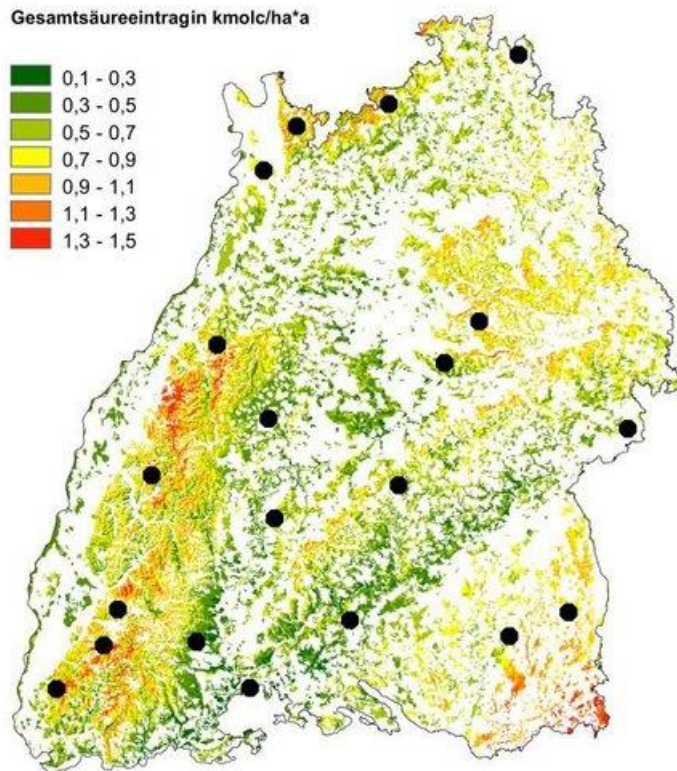 Gesamtsäureeintragin kmolc/ha*a
0,1 - 0,3
0,3 - 0,5
0,5 - 0,7
0,7 - 0,9
0,9 - 1,1
1,1 - 1,3
1,3 - 1,5